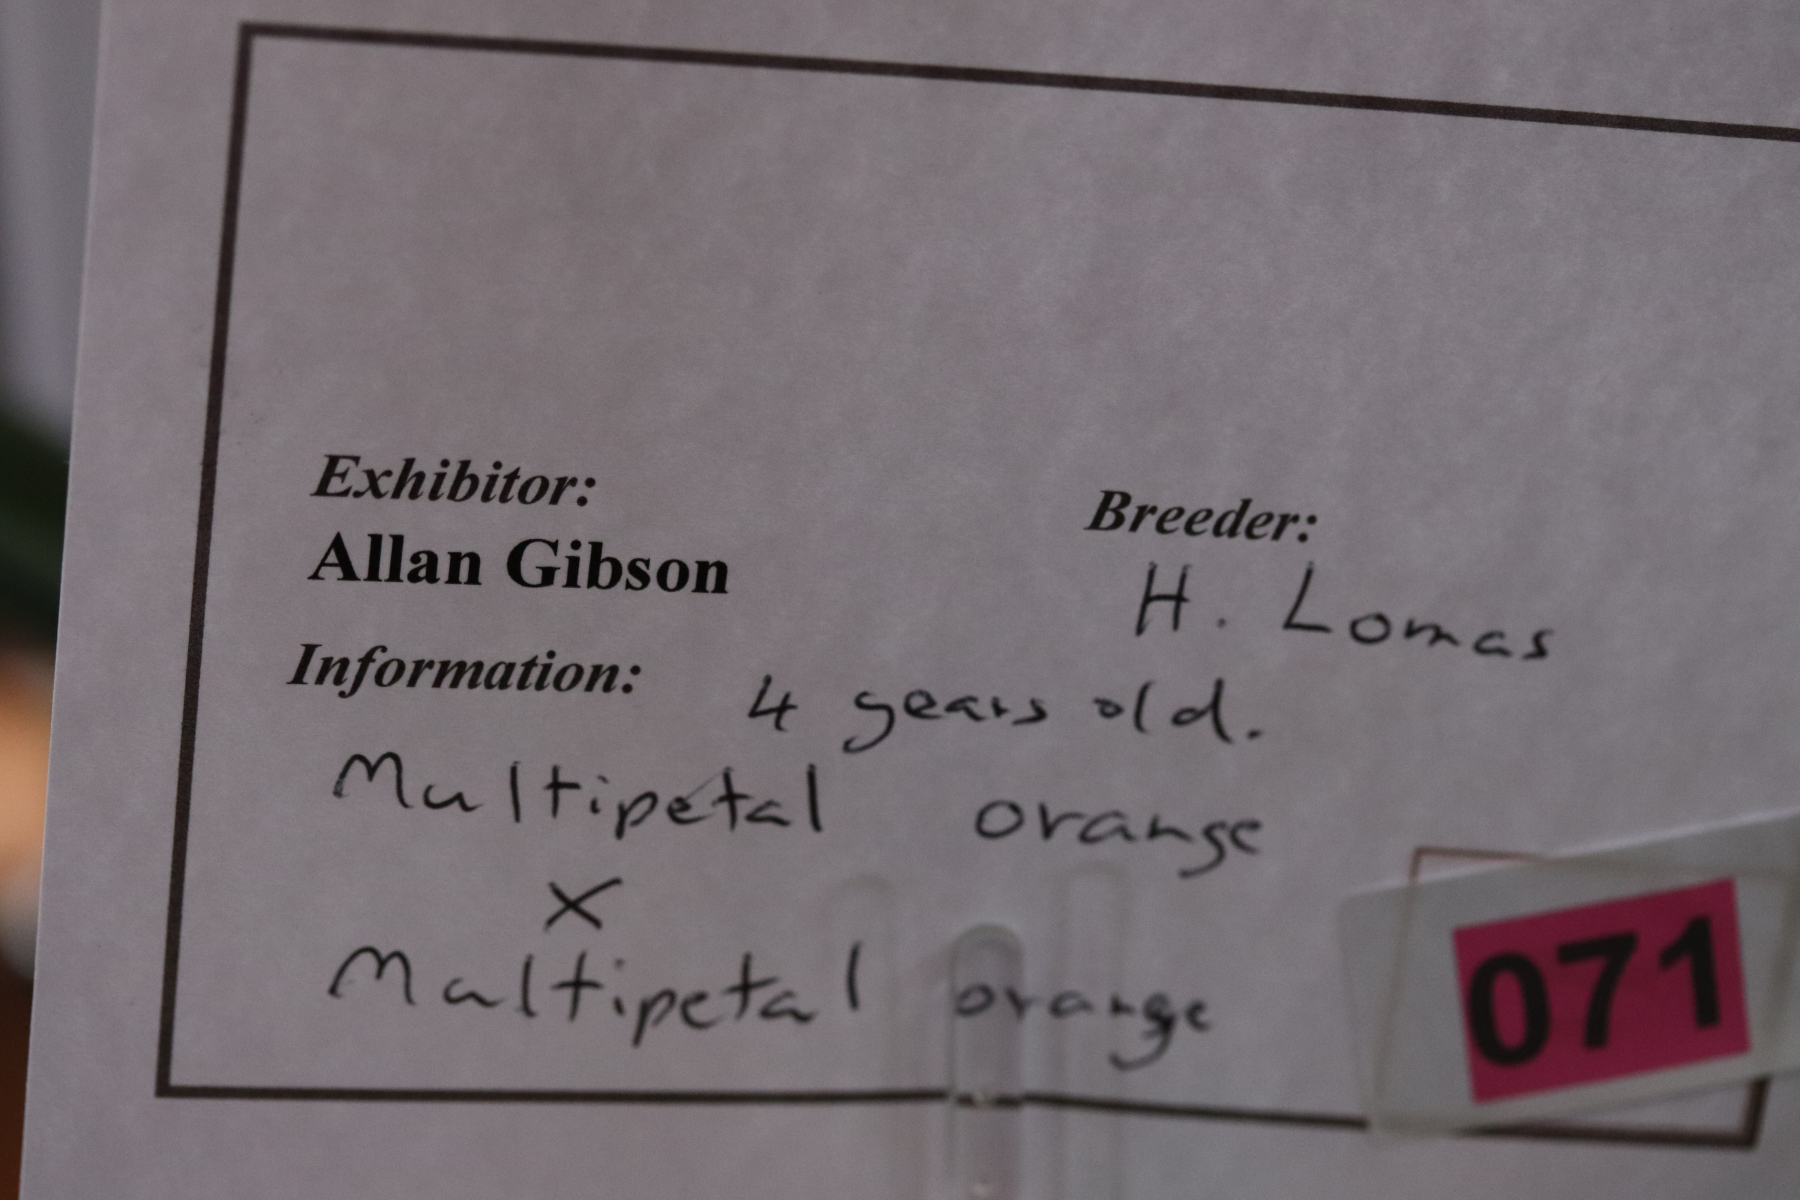 Exhibitor:
Allan Gibson
Breeder:
H. Lomas
Information: 4 years old.
Multipetal orange
X
Multipetal orange
071